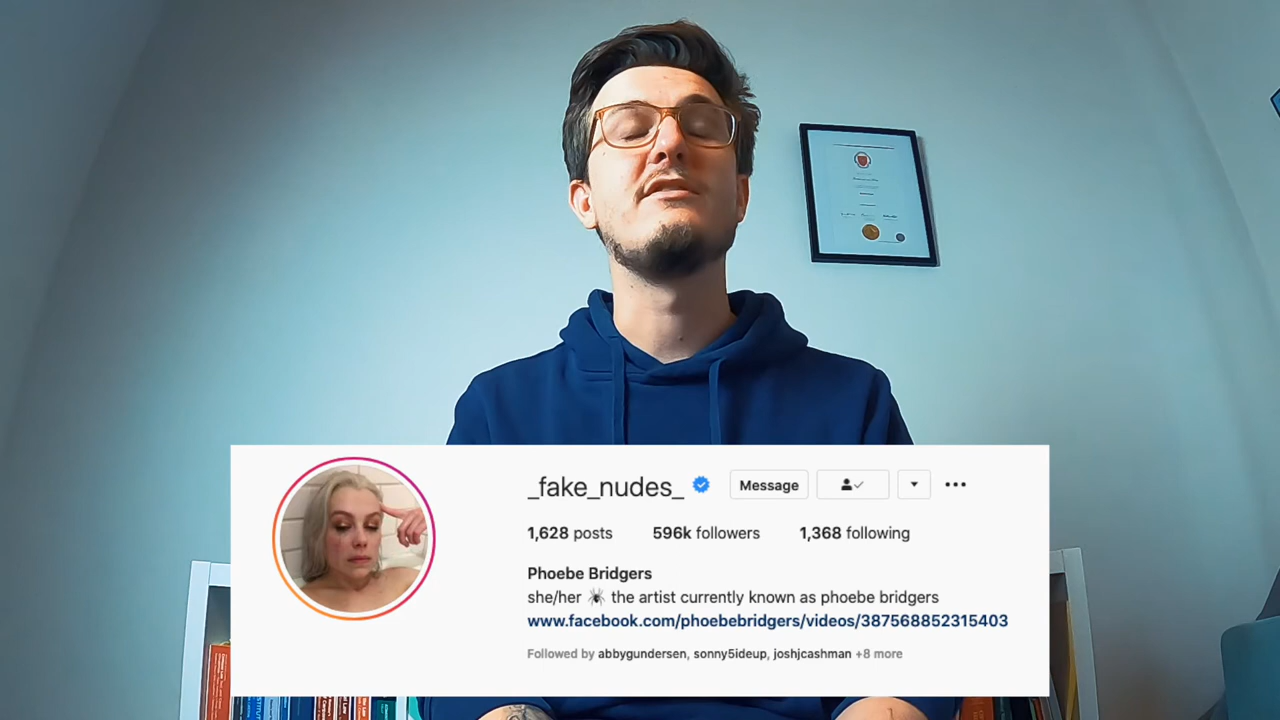 _fake_nudes_ Message
1,628 posts 596k followers 1,368 following
Phoebe Bridgers
she/her 🕷 the artist currently known as phoebe bridgers
www.facebook.com/phoebebridgers/videos/387568852315403
Followed by abbygundersen, sonny5ideup, joshjcashman +8 more